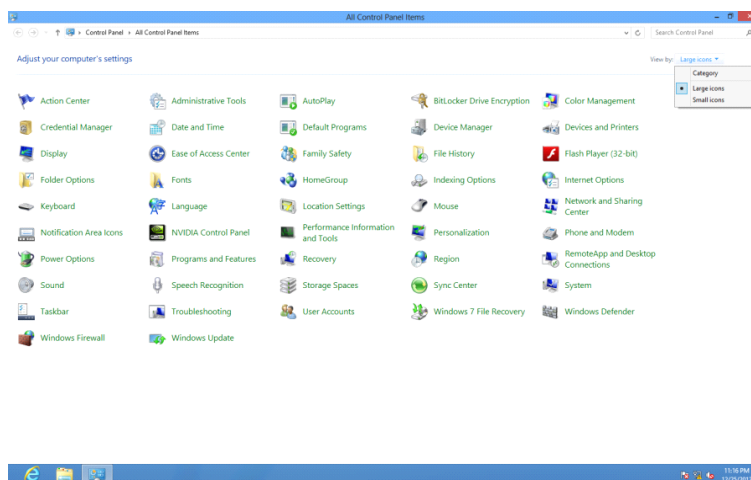 All Control Panel Items
Control Panel All Control Panel Items
Search Control Panel
Adjust your computer's settings
View by: Large icons
Category
Large icons
Small icons
Action Center
Administrative Tools
AutoPlay
BitLocker Drive Encryption
Color Management
Credential Manager
Date and Time
Default Programs
Device Manager
Devices and Printers
Display
Ease of Access Center
Family Safety
File History
Flash Player (32-bit)
Folder Options
Fonts
HomeGroup
Indexing Options
Internet Options
Keyboard
Language
Location Settings
Mouse
Network and Sharing
Center
Notification Area Icons
NVIDIA Control Panel
Performance Information
and Tools
Personalization
Phone and Modem
Power Options
Programs and Features
Recovery
Region
RemoteApp and Desktop
Connections
Sound
Speech Recognition
Storage Spaces
Sync Center
System
Taskbar
Troubleshooting
User Accounts
Windows 7 File Recovery
Windows Defender
Windows Firewall
Windows Update
11:16 PM